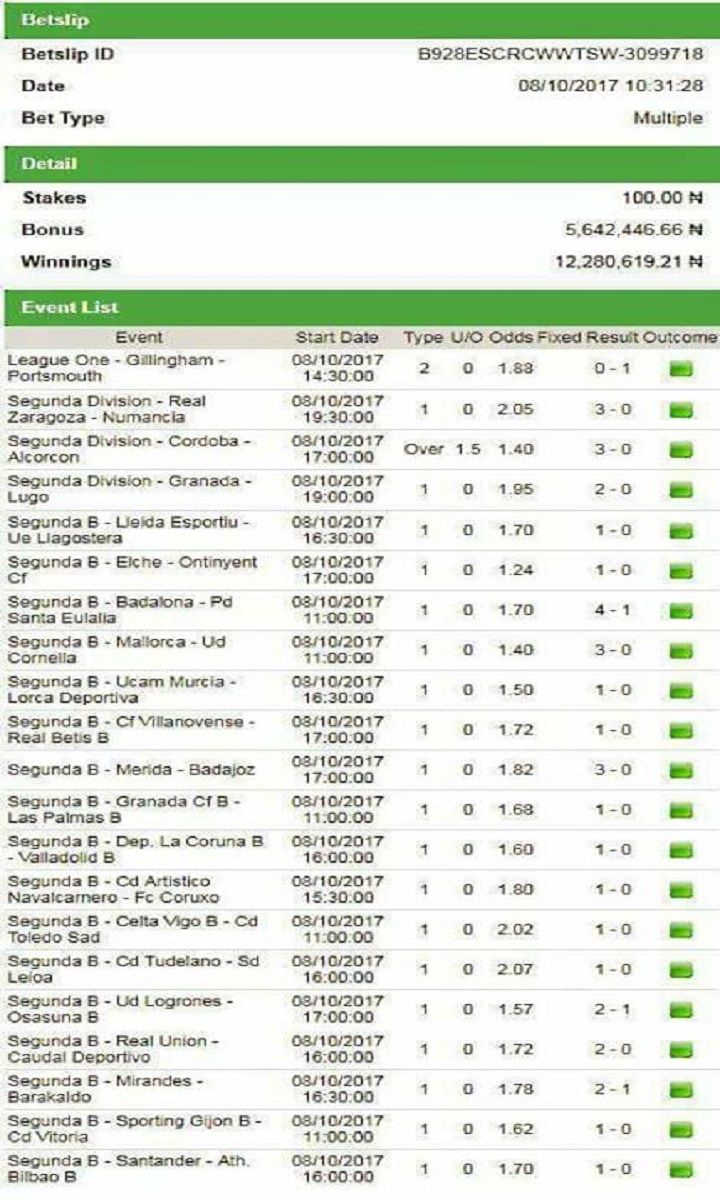 Betslip
Betslip ID B928ESCRCWWTSW-3099718
Date 08/10/2017 10:31:28
Bet Type Multiple
Detail
Stakes 100.00 ₦
Bonus 5,642,446.66 ₦
Winnings 12,280,619.21 ₦
Event List
Event Start Date Type U/O Odds Fixed Result Outcome
League One - Gillingham - 08/10/2017
Portsmouth 14:30:00 2 0 1.88 0 - 1
Segunda Division - Real 08/10/2017
Zaragoza - Numancia 19:30:00 1 0 2.05 3 - 0
Segunda Division - Cordoba - 08/10/2017
Alcorcon 17:00:00 Over 1.5 1.40 3 - 0
Segunda Division - Granada - 08/10/2017
Lugo 19:00:00 1 0 1.95 2 - 0
Segunda B - Lleida Esportiu - 08/10/2017
Ue Llagostera 16:30:00 1 0 1.70 1 - 0
Segunda B - Elche - Ontinyent 08/10/2017
Cf 17:00:00 1 0 1.24 1 - 0
Segunda B - Badalona - Pd 08/10/2017
Santa Eulalia 11:00:00 1 0 1.70 4 - 1
Segunda B - Mallorca - Ud 08/10/2017
Cornella 11:00:00 1 0 1.40 3 - 0
Segunda B - Ucam Murcia - 08/10/2017
Lorca Deportiva 16:30:00 1 0 1.50 1 - 0
Segunda B - Cf Villanovense - 08/10/2017
Real Betis B 17:00:00 1 0 1.72 1 - 0
Segunda B - Merida - Badajoz 08/10/2017
17:00:00 1 0 1.82 3 - 0
Segunda B - Granada Cf B - 08/10/2017
Las Palmas B 11:00:00 1 0 1.68 1 - 0
Segunda B - Dep. La Coruna B 08/10/2017
- Valladolid B 16:00:00 1 0 1.60 1 - 0
Segunda B - Cd Artistico 08/10/2017
Navalcarnero - Fc Coruxo 15:30:00 1 0 1.80 1 - 0
Segunda B - Celta Vigo B - Cd 08/10/2017
Toledo Sad 11:00:00 1 0 2.02 1 - 0
Segunda B - Cd Tudelano - Sd 08/10/2017
Leioa 16:00:00 1 0 2.07 1 - 0
Segunda B - Ud Logrones - 08/10/2017
Osasuna B 17:00:00 1 0 1.57 2 - 1
Segunda B - Real Union - 08/10/2017
Caudal Deportivo 16:00:00 1 0 1.72 2 - 0
Segunda B - Mirandes - 08/10/2017
Barakaldo 16:30:00 1 0 1.78 2 - 1
Segunda B - Sporting Gijon B - 08/10/2017
Cd Vitoria 11:00:00 1 0 1.62 1 - 0
Segunda B - Santander - Ath. 08/10/2017
Bilbao B 16:00:00 1 0 1.70 1 - 0